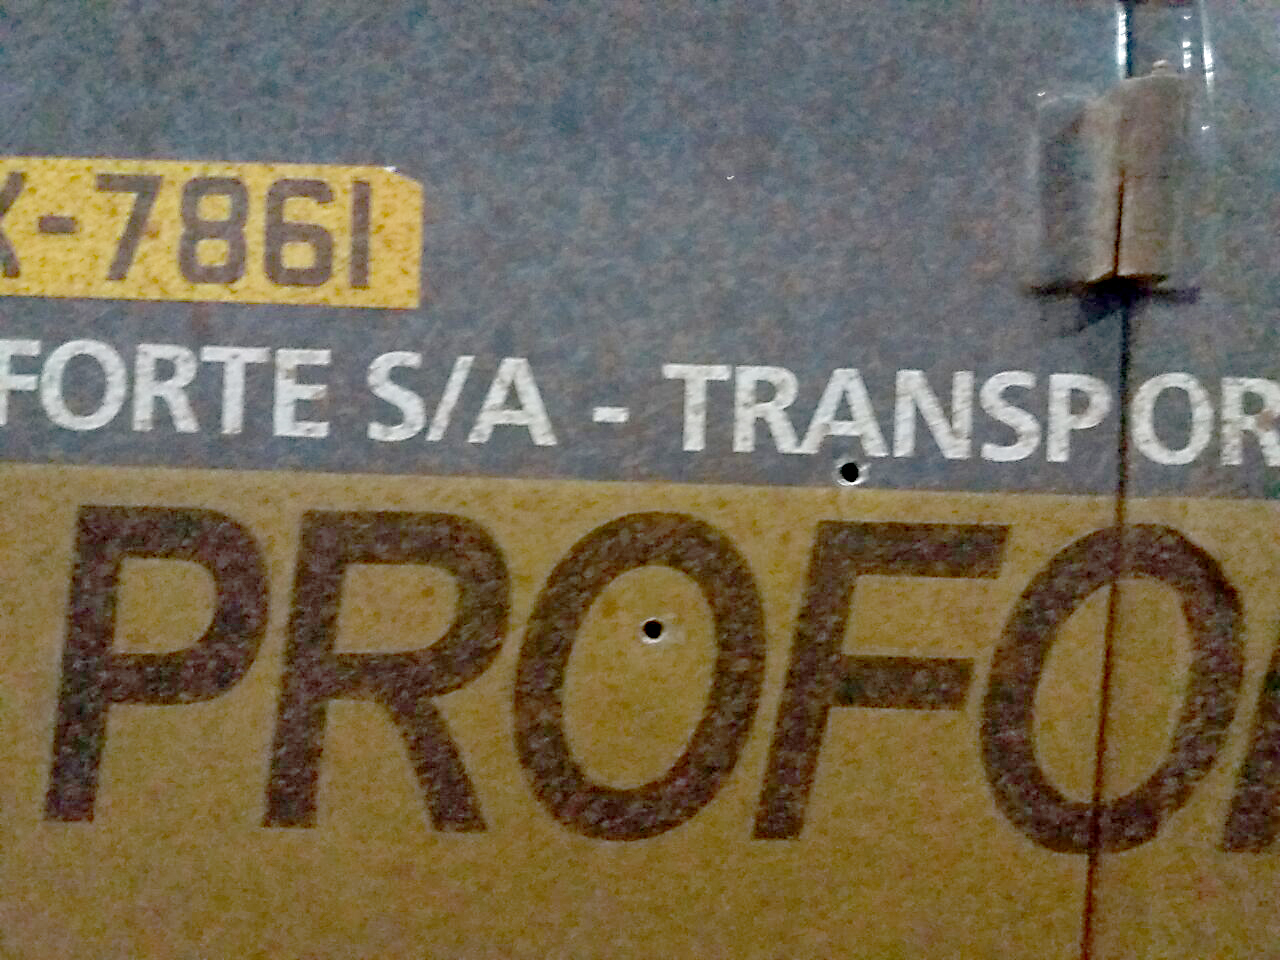 X-7861
FORTE S/A - TRANSPOR
PROFO